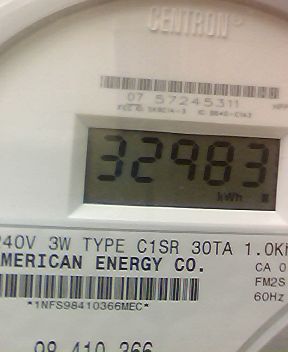 CENTRON®
07 57245311
32983
kWh
240V 3W TYPE C1SR 30TA 1.0K
AMERICAN ENERGY CO.
CA 0
FM2S
60Hz
*1NFS98410366MEC*
98 410 366